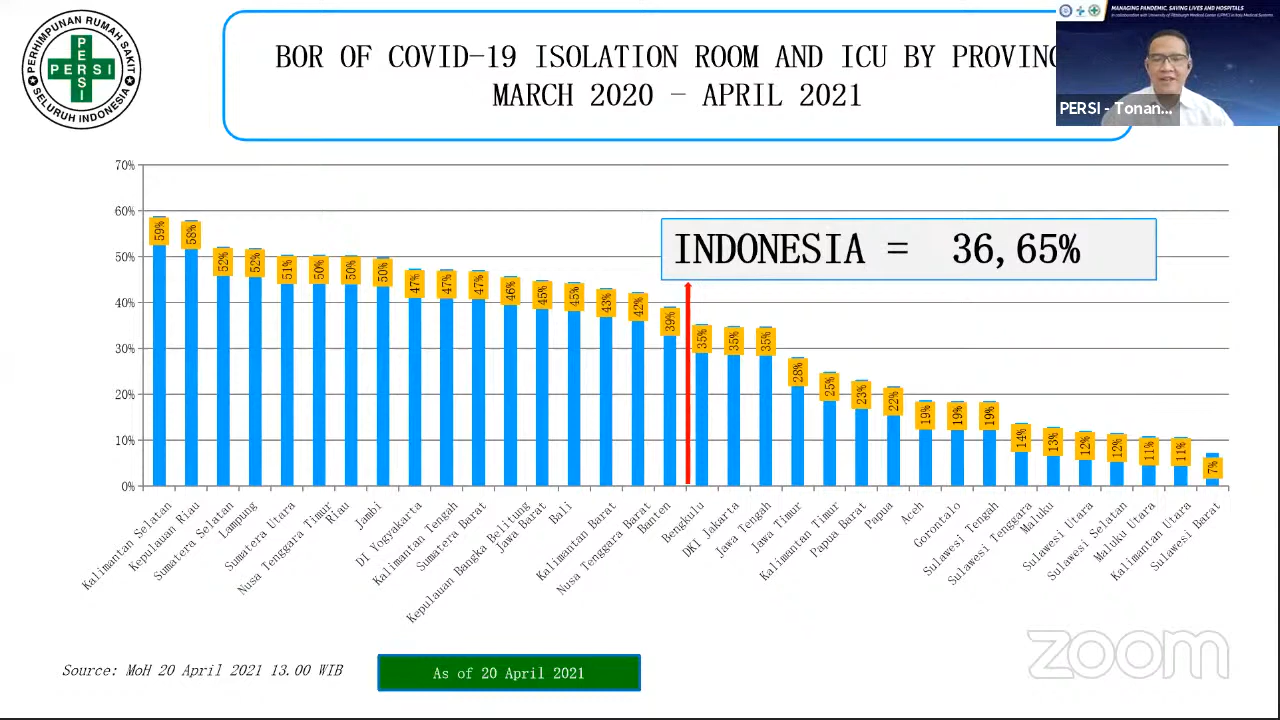 PERHIMPUNAN RUMAH SAKIT
SELURUH INDONESIA
PERSI
PERSI
BOR OF COVID-19 ISOLATION ROOM AND ICU BY PROVINC
MARCH 2020 - APRIL 2021
MANAGING PANDEMIC, SAVING LIVES AND HOSPITALS
PERSI - Tonan...
INDONESIA = 36,65%
70%
60%
50%
40%
30%
20%
10%
0%
59%
58%
52%
52%
51%
50%
50%
50%
47%
47%
47%
46%
45%
45%
43%
42%
39%
35%
35%
35%
28%
25%
23%
22%
19%
19%
19%
14%
13%
12%
12%
11%
11%
7%
Kalimantan Selatan
Kepulauan Riau
Sumatera Selatan
Lampung
Sumatera Utara
Nusa Tenggara Timur
Riau
Jambi
DI Yogyakarta
Kalimantan Tengah
Sumatera Barat
Kepulauan Bangka Belitung
Jawa Barat
Bali
Kalimantan Barat
Nusa Tenggara Barat
Banten
Bengkulu
DKI Jakarta
Jawa Tengah
Jawa Timur
Kalimantan Timur
Papua Barat
Papua
Aceh
Gorontalo
Sulawesi Tengah
Sulawesi Tenggara
Maluku
Sulawesi Utara
Sulawesi Selatan
Maluku Utara
Kalimantan Utara
Sulawesi Barat
Source: MoH 20 April 2021 13.00 WIB
As of 20 April 2021
zoom